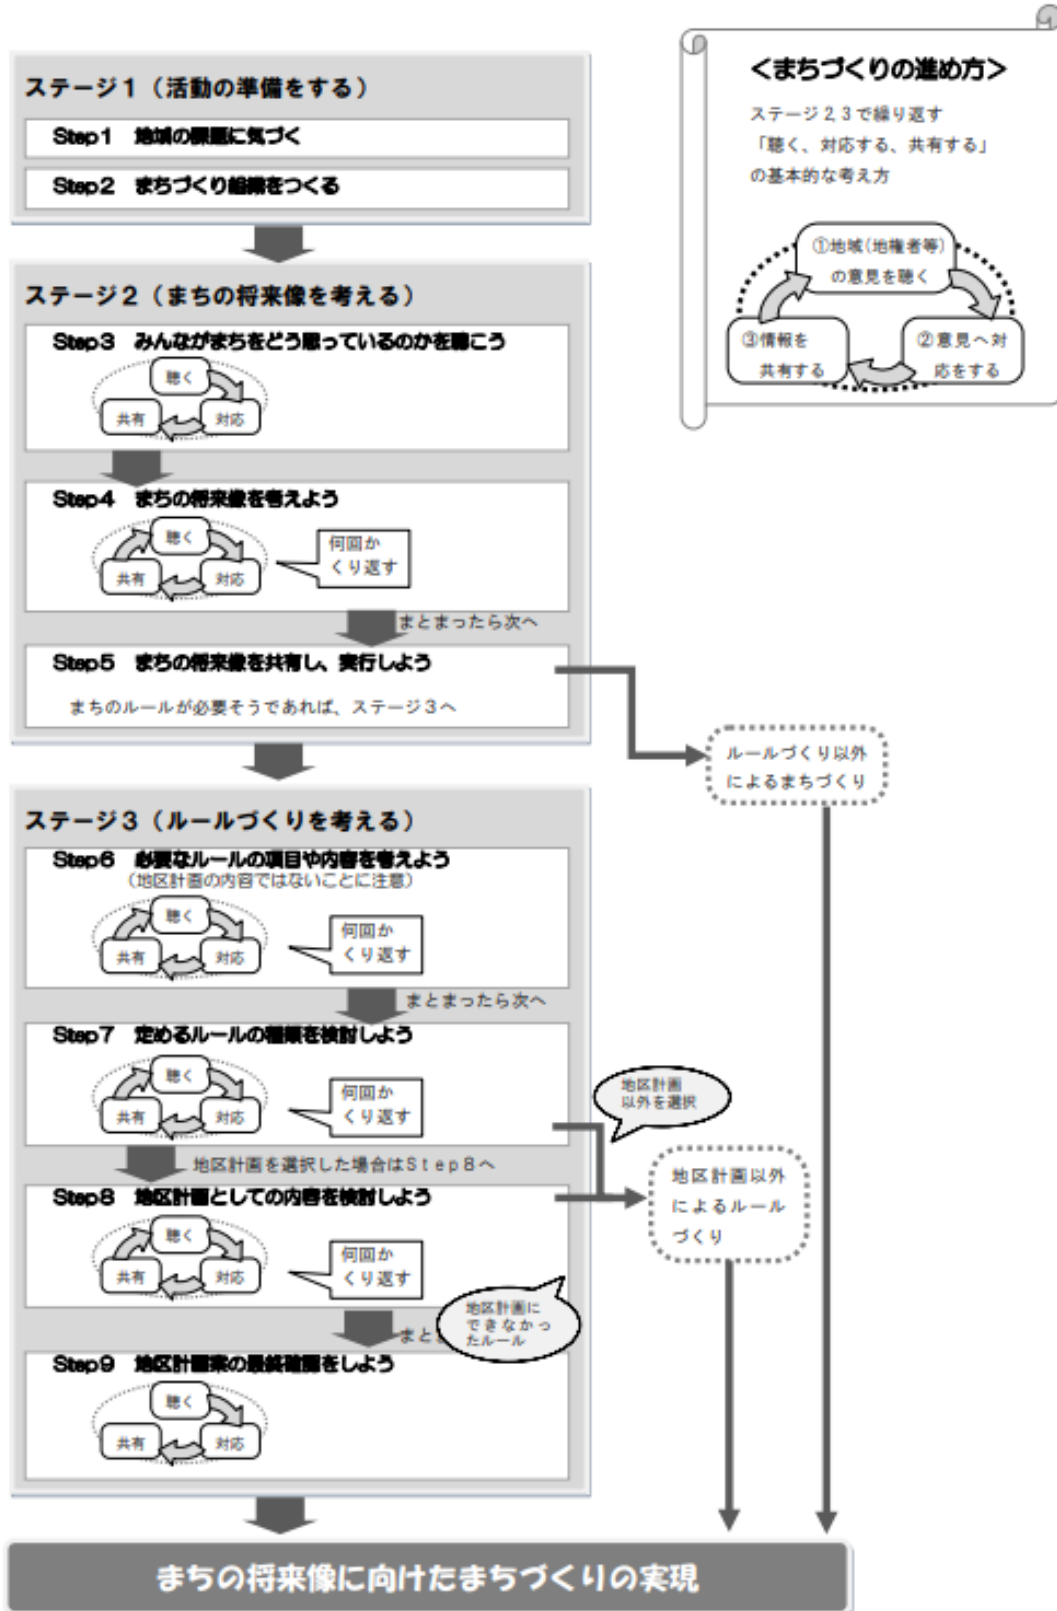 ステージ1（活動の準備をする）
Step1 地域の課題に気づく
Step2 まちづくり組織をつくる
＜まちづくりの進め方＞
ステージ2,3で繰り返す
「聴く、対応する、共有する」
の基本的な考え方
①地域(地権者等)
の意見を聴く
②意見へ対
応をする
③情報を
共有する
ステージ2（まちの将来像を考える）
Step3 みんながまちをどう思っているのかを聴こう
聴く
共有
対応
Step4 まちの将来像を考えよう
聴く
共有
対応
何回か
くり返す
まとまったら次へ
Step5 まちの将来像を共有し、実行しよう
まちのルールが必要そうであれば、ステージ3へ
ルールづくり以外
によるまちづくり
ステージ3（ルールづくりを考える）
Step6 必要なルールの項目や内容を考えよう
（地区計画の内容ではないことに注意）
聴く
共有
対応
何回か
くり返す
まとまったら次へ
Step7 定めるルールの種類を検討しよう
聴く
共有
対応
何回か
くり返す
地区計画
以外を選択
地区計画を選択した場合はStep8へ
Step8 地区計画としての内容を検討しよう
聴く
共有
対応
何回か
くり返す
地区計画以外
によるルール
づくり
地区計画に
できなかっ
たルール
まと
Step9 地区計画案の最終確認をしよう
聴く
共有
対応
まちの将来像に向けたまちづくりの実現